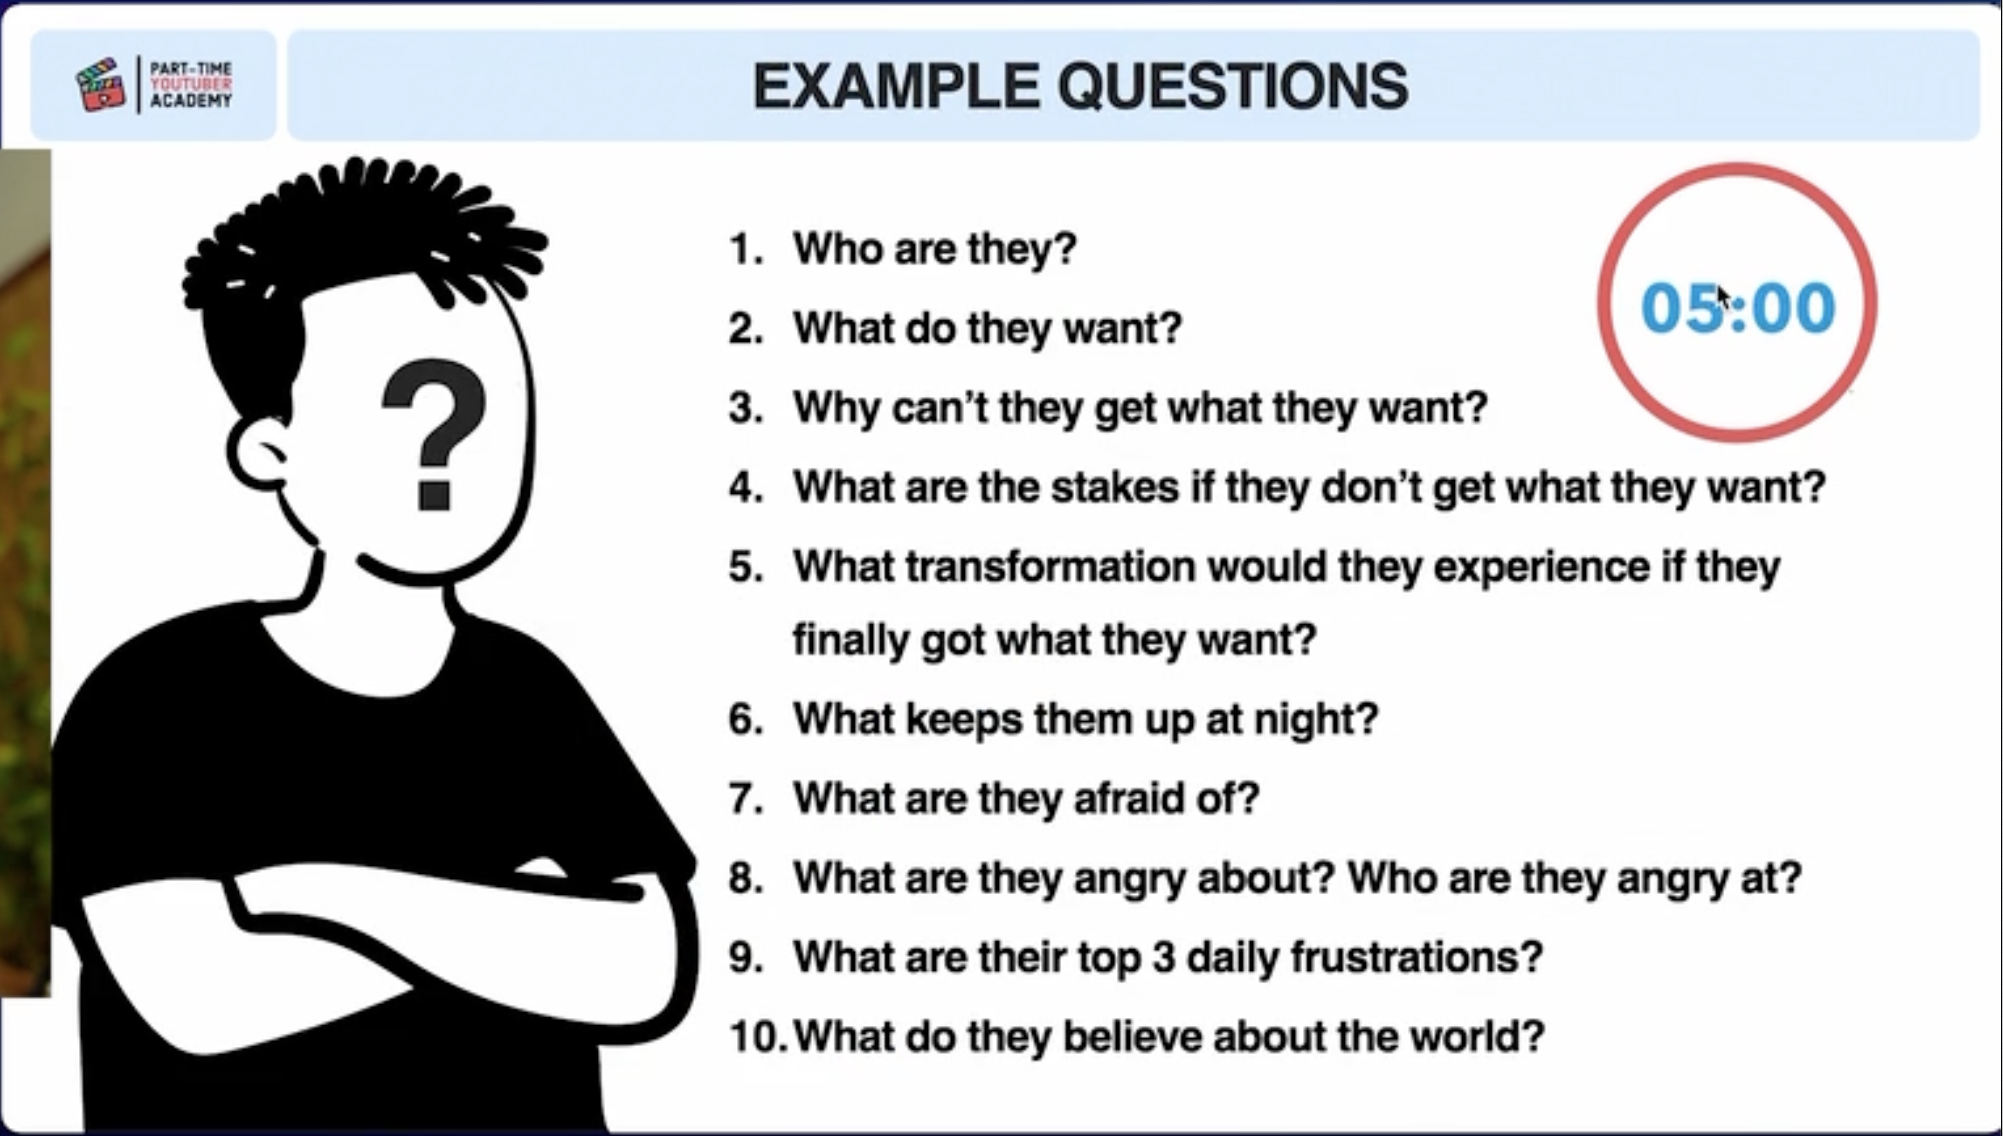 PART-TIME
YOUTUBER
ACADEMY
EXAMPLE QUESTIONS
?
05:00
1. Who are they?
2. What do they want?
3. Why can't they get what they want?
4. What are the stakes if they don't get what they want?
5. What transformation would they experience if they
finally got what they want?
6. What keeps them up at night?
7. What are they afraid of?
8. What are they angry about? Who are they angry at?
9. What are their top 3 daily frustrations?
10. What do they believe about the world?